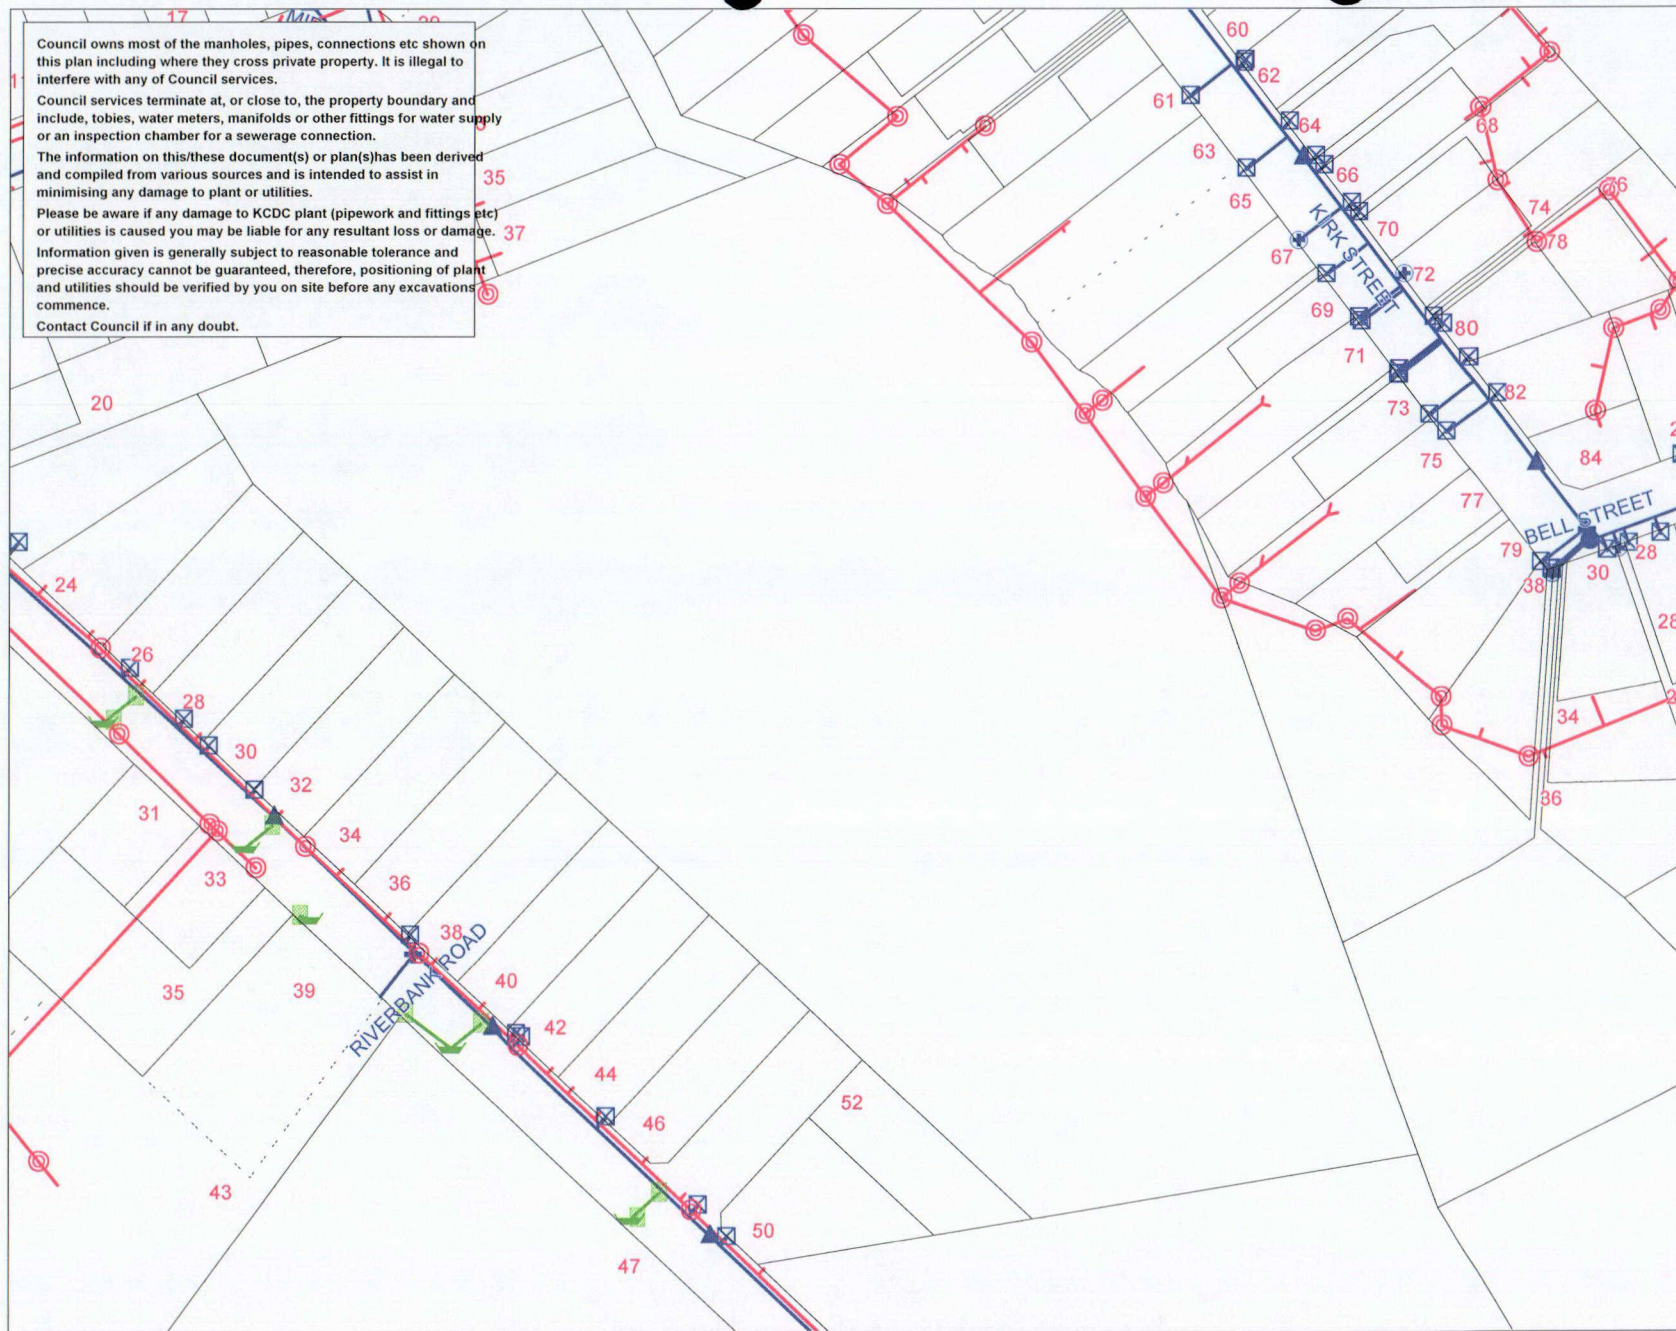 17
29
Council owns most of the manholes, pipes, connections etc shown on
this plan including where they cross private property. It is illegal to
interfere with any of Council services.
Council services terminate at, or close to, the property boundary and
include, tobies, water meters, manifolds or other fittings for water supply
or an inspection chamber for a sewerage connection.
The information on this/these document(s) or plan(s)has been derived
and compiled from various sources and is intended to assist in
minimising any damage to plant or utilities.
Please be aware if any damage to KCDC plant (pipework and fittings etc)
or utilities is caused you may be liable for any resultant loss or damage.
Information given is generally subject to reasonable tolerance and
precise accuracy cannot be guaranteed, therefore, positioning of plant
and utilities should be verified by you on site before any excavations
commence.
Contact Council if in any doubt.
35
37
20
60
62
61
64
63
66
65
68
70
74
76
78
67
72
KIRK STREET
69
80
71
82
73
75
84
77
BELL STREET
79
38
30
28
28
34
36
24
26
28
30
32
31
34
33
36
38
35
39
40
RIVERBANK ROAD
42
44
46
52
43
50
47